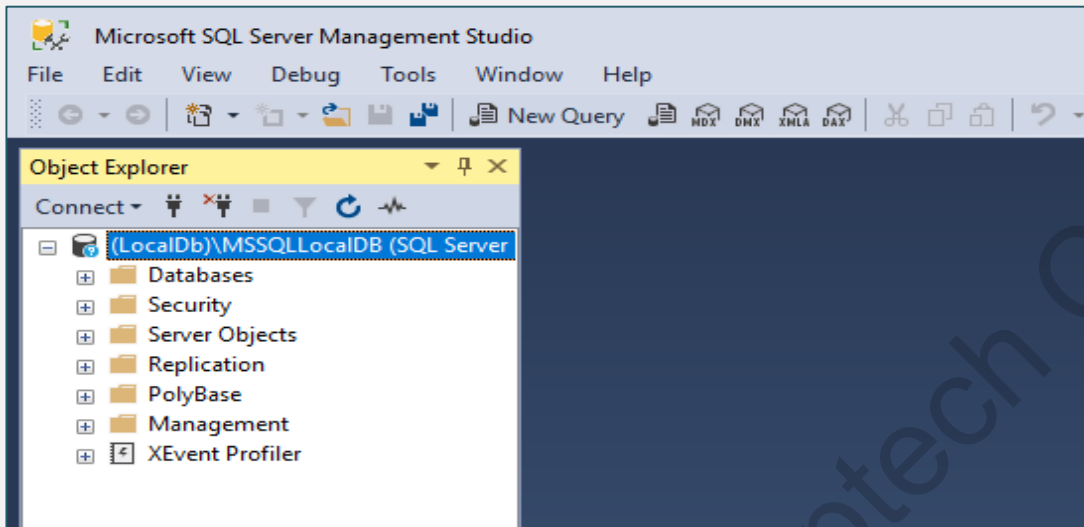 Microsoft SQL Server Management Studio
File Edit View Debug Tools Window Help
New Query MDX DMX XMLA DAX
Object Explorer
Connect
(LocalDb)\MSSQLLocalDB (SQL Server
Databases
Security
Server Objects
Replication
PolyBase
Management
XEvent Profiler